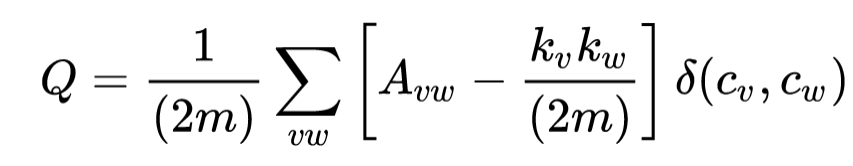 Q = \frac{1}{(2m)} \sum_{vw} \left[ A_{vw} - \frac{k_v k_w}{(2m)} \right] \delta(c_v, c_w)